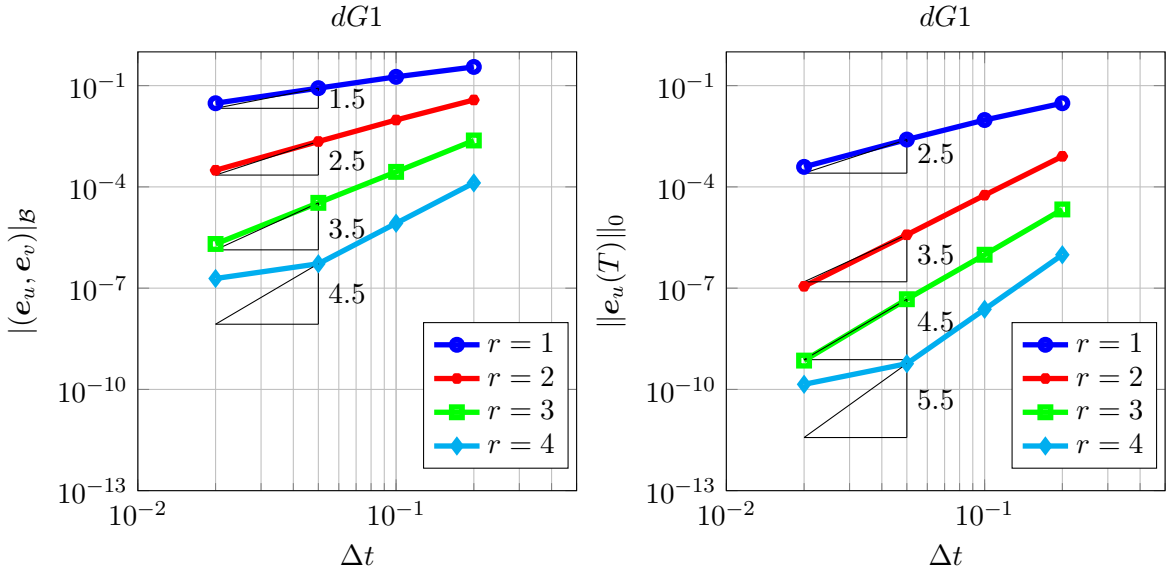 dG1
10^{-1}
10^{-4}
10^{-7}
10^{-10}
10^{-13}
|(e_u, e_v)|_B
1.5
2.5
3.5
4.5
r = 1
r = 2
r = 3
r = 4
10^{-2}
10^{-1}
Δt
dG1
10^{-1}
10^{-4}
10^{-7}
10^{-10}
10^{-13}
||e_u(T)||_0
2.5
3.5
4.5
5.5
r = 1
r = 2
r = 3
r = 4
10^{-2}
10^{-1}
Δt